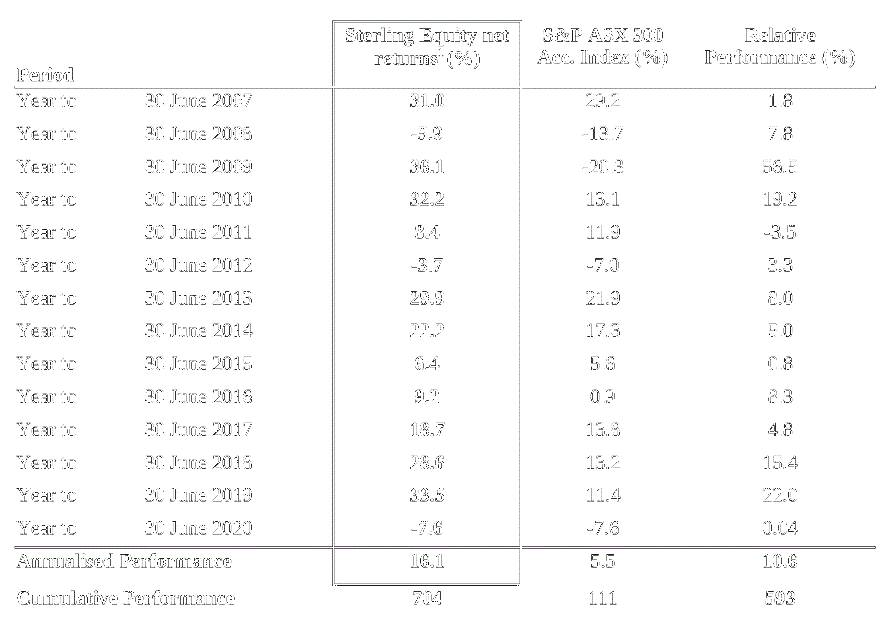 Sterling Equity net S&P ASX 300 Relative
returns (%) Acc. Index (%) Performance (%)
Period
Year to 30 June 2007 31.0 29.2 1.8
Year to 30 June 2008 -5.9 -13.7 7.8
Year to 30 June 2009 36.1 -20.3 56.5
Year to 30 June 2010 32.2 13.1 19.2
Year to 30 June 2011 8.4 11.9 -3.5
Year to 30 June 2012 -3.7 -7.0 3.3
Year to 30 June 2013 29.9 21.9 8.0
Year to 30 June 2014 22.2 17.3 5.0
Year to 30 June 2015 6.4 5.6 0.8
Year to 30 June 2016 9.2 0.9 8.3
Year to 30 June 2017 18.7 13.8 4.8
Year to 30 June 2018 28.6 13.2 15.4
Year to 30 June 2019 33.5 11.4 22.0
Year to 30 June 2020 -7.6 -7.6 0.04
Annualised Performance 16.1 5.5 10.6
Cumulative Performance 704 111 593